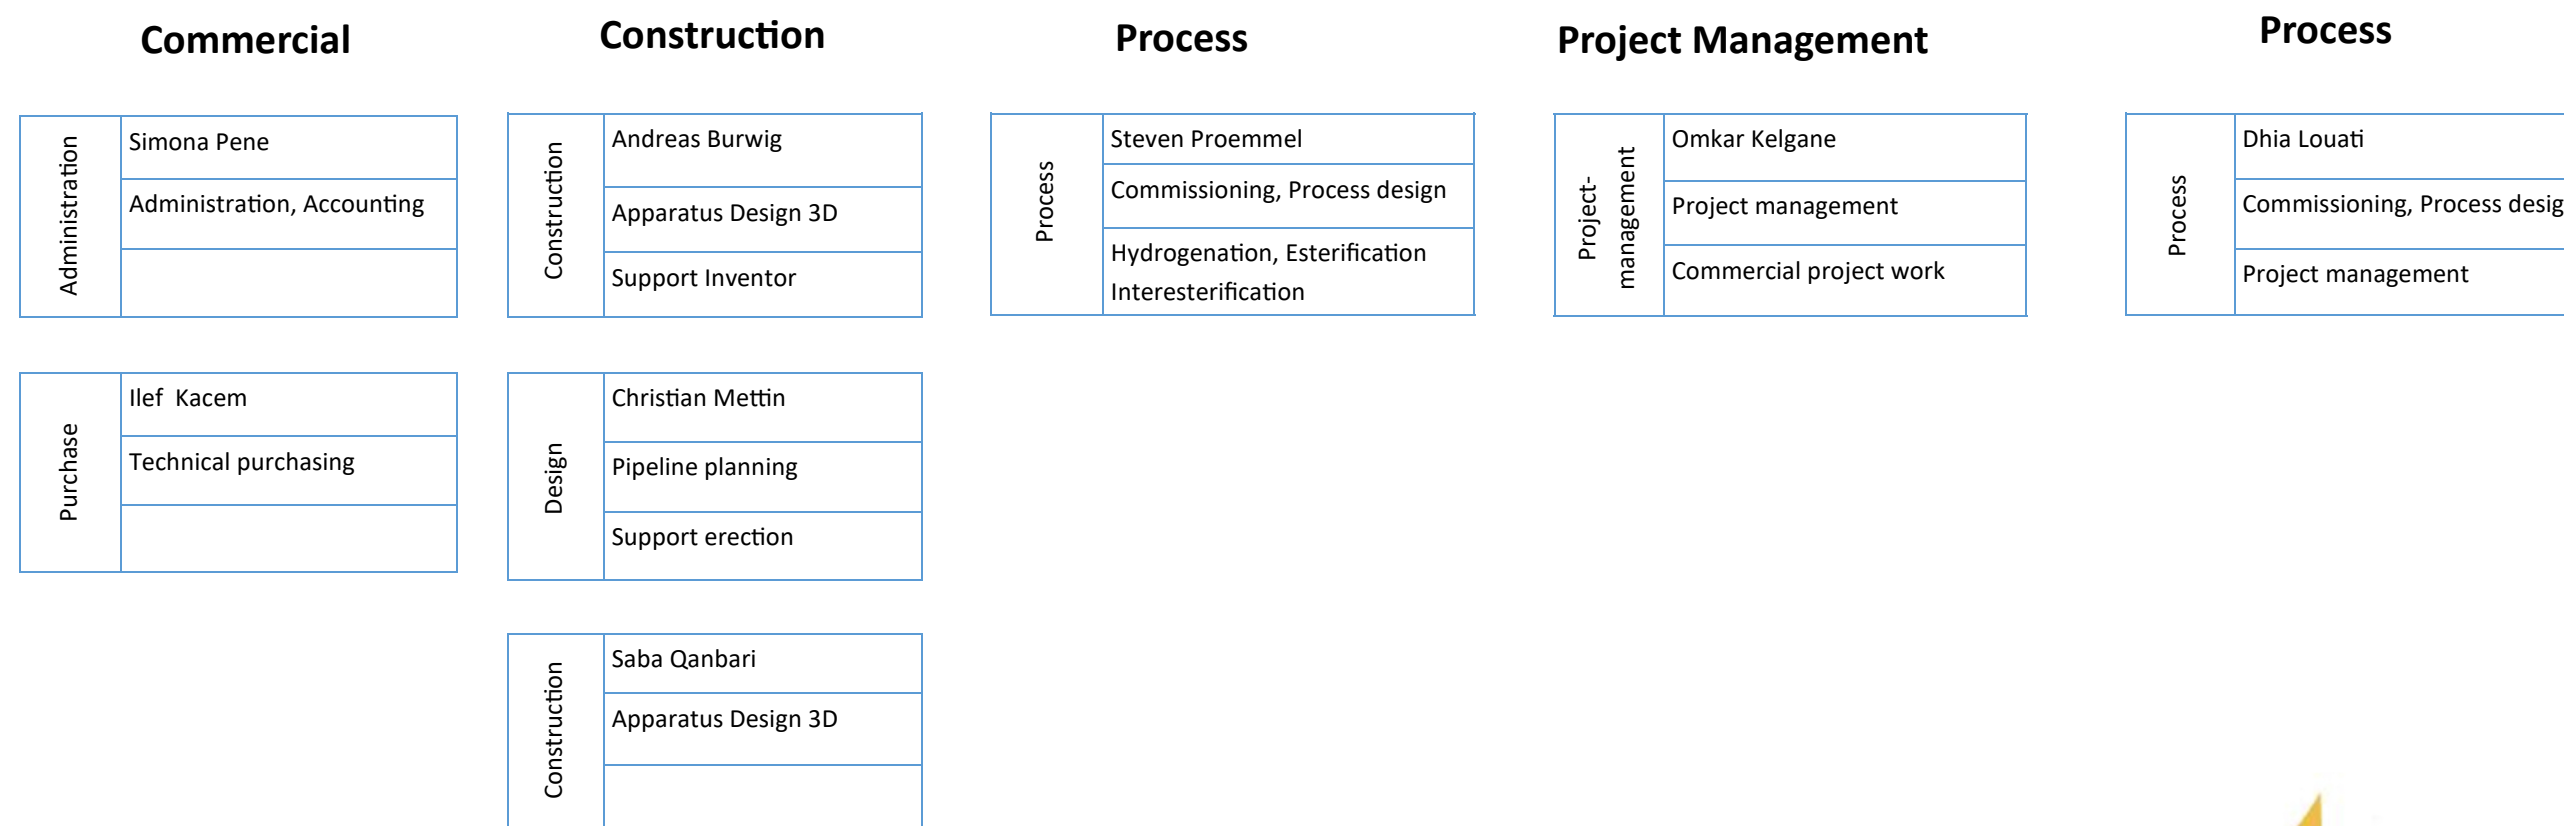 Commercial
Construction
Process
Project Management
Process
Administration
Simona Pene
Administration, Accounting
Construction
Andreas Burwig
Apparatus Design 3D
Support Inventor
Process
Steven Proemmel
Commissioning, Process design
Hydrogenation, Esterification
Interesterification
Project-
management
Omkar Kelgane
Project management
Commercial project work
Process
Dhia Louati
Commissioning, Process desig
Project management
Purchase
Ilef  Kacem
Technical purchasing
Design
Christian Mettin
Pipeline planning
Support erection
Construction
Saba Qanbari
Apparatus Design 3D